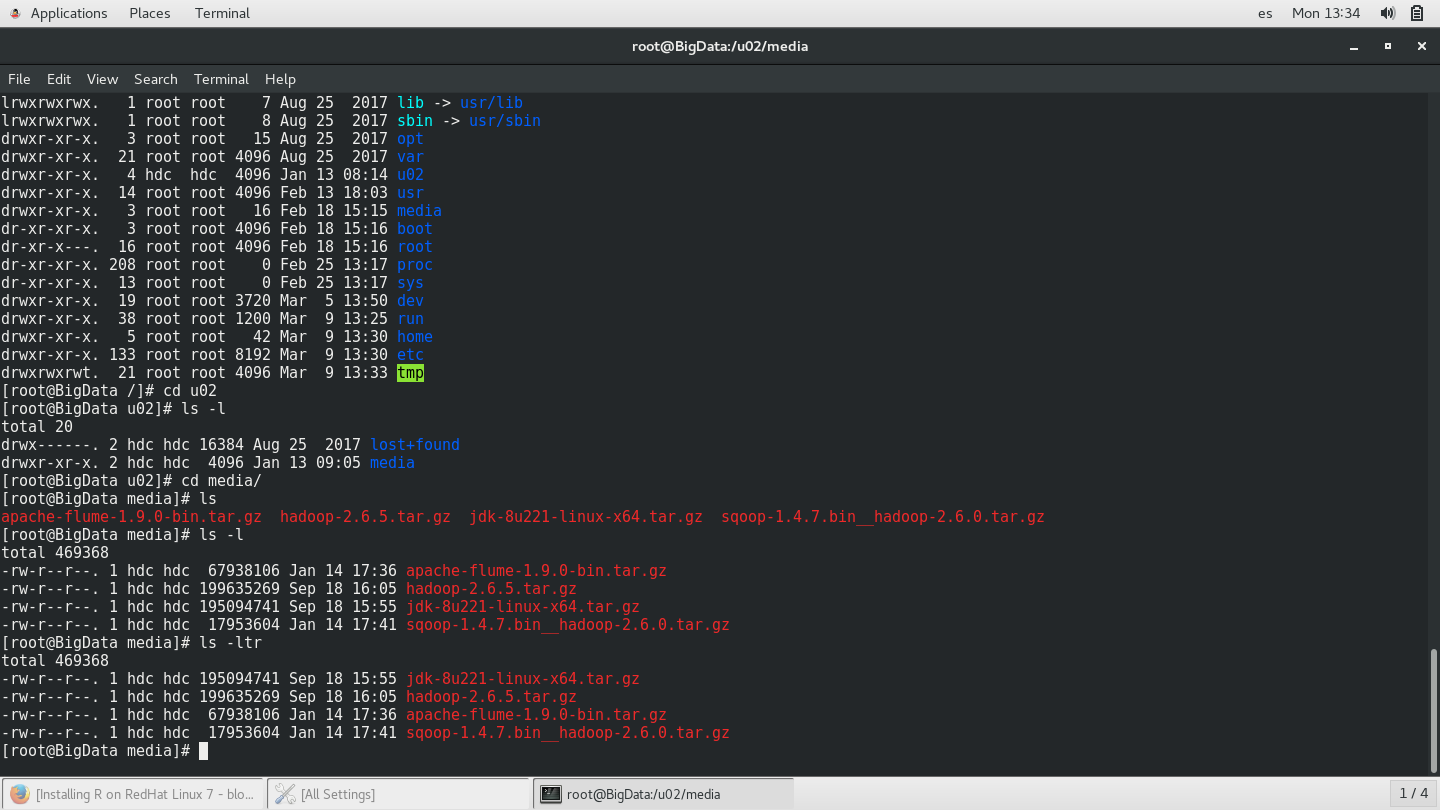 Applications Places Terminal es Mon 13:34
root@BigData:/u02/media
File Edit View Search Terminal Help
lrwxrwxrwx.   1 root root    7 Aug 25  2017 lib -> usr/lib
lrwxrwxrwx.   1 root root    8 Aug 25  2017 sbin -> usr/sbin
drwxr-xr-x.   3 root root   15 Aug 25  2017 opt
drwxr-xr-x.  21 root root 4096 Aug 25  2017 var
drwxr-xr-x.   4 hdc  hdc  4096 Jan 13 08:14 u02
drwxr-xr-x.  14 root root 4096 Feb 13 18:03 usr
drwxr-xr-x.   3 root root   16 Feb 18 15:15 media
dr-xr-xr-x.   3 root root 4096 Feb 18 15:16 boot
dr-xr-x---.  16 root root 4096 Feb 18 15:16 root
dr-xr-xr-x. 208 root root    0 Feb 25 13:17 proc
dr-xr-xr-x.  13 root root    0 Feb 25 13:17 sys
drwxr-xr-x.  19 root root 3720 Mar  5 13:50 dev
drwxr-xr-x.  38 root root 1200 Mar  9 13:25 run
drwxr-xr-x.   5 root root   42 Mar  9 13:30 home
drwxr-xr-x. 133 root root 8192 Mar  9 13:30 etc
drwxrwxrwt.  21 root root 4096 Mar  9 13:33 tmp
[root@BigData /]# cd u02
[root@BigData u02]# ls -l
total 20
drwx------. 2 hdc hdc 16384 Aug 25  2017 lost+found
drwxr-xr-x. 2 hdc hdc  4096 Jan 13 09:05 media
[root@BigData u02]# cd media/
[root@BigData media]# ls
apache-flume-1.9.0-bin.tar.gz  hadoop-2.6.5.tar.gz  jdk-8u221-linux-x64.tar.gz  sqoop-1.4.7.bin__hadoop-2.6.0.tar.gz
[root@BigData media]# ls -l
total 469368
-rw-r--r--. 1 hdc hdc  67938106 Jan 14 17:36 apache-flume-1.9.0-bin.tar.gz
-rw-r--r--. 1 hdc hdc 199635269 Sep 18 16:05 hadoop-2.6.5.tar.gz
-rw-r--r--. 1 hdc hdc 195094741 Sep 18 15:55 jdk-8u221-linux-x64.tar.gz
-rw-r--r--. 1 hdc hdc  17953604 Jan 14 17:41 sqoop-1.4.7.bin__hadoop-2.6.0.tar.gz
[root@BigData media]# ls -ltr
total 469368
-rw-r--r--. 1 hdc hdc 195094741 Sep 18 15:55 jdk-8u221-linux-x64.tar.gz
-rw-r--r--. 1 hdc hdc 199635269 Sep 18 16:05 hadoop-2.6.5.tar.gz
-rw-r--r--. 1 hdc hdc  67938106 Jan 14 17:36 apache-flume-1.9.0-bin.tar.gz
-rw-r--r--. 1 hdc hdc  17953604 Jan 14 17:41 sqoop-1.4.7.bin__hadoop-2.6.0.tar.gz
[root@BigData media]#
[Installing R on RedHat Linux 7 - blo... [All Settings] root@BigData:/u02/media 1 / 4